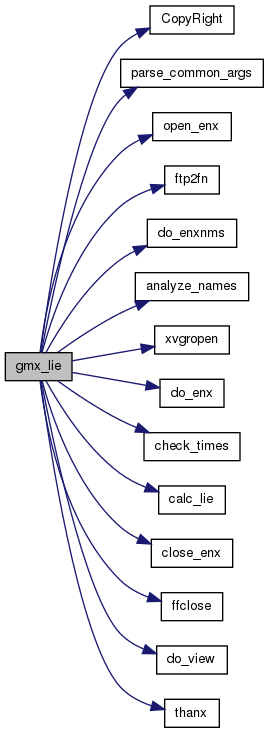 CopyRight
parse_common_args
open_enx
ftp2fn
do_enxnms
analyze_names
xvgropen
gmx_lie
do_enx
check_times
calc_lie
close_enx
ffclose
do_view
thanx